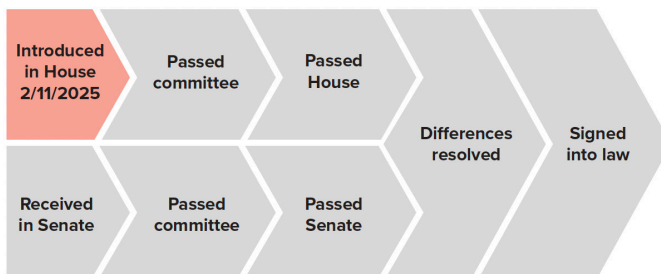 Introduced
in House
2/11/2025
Passed
committee
Passed
House
Differences
resolved
Signed
into law
Received
in Senate
Passed
committee
Passed
Senate